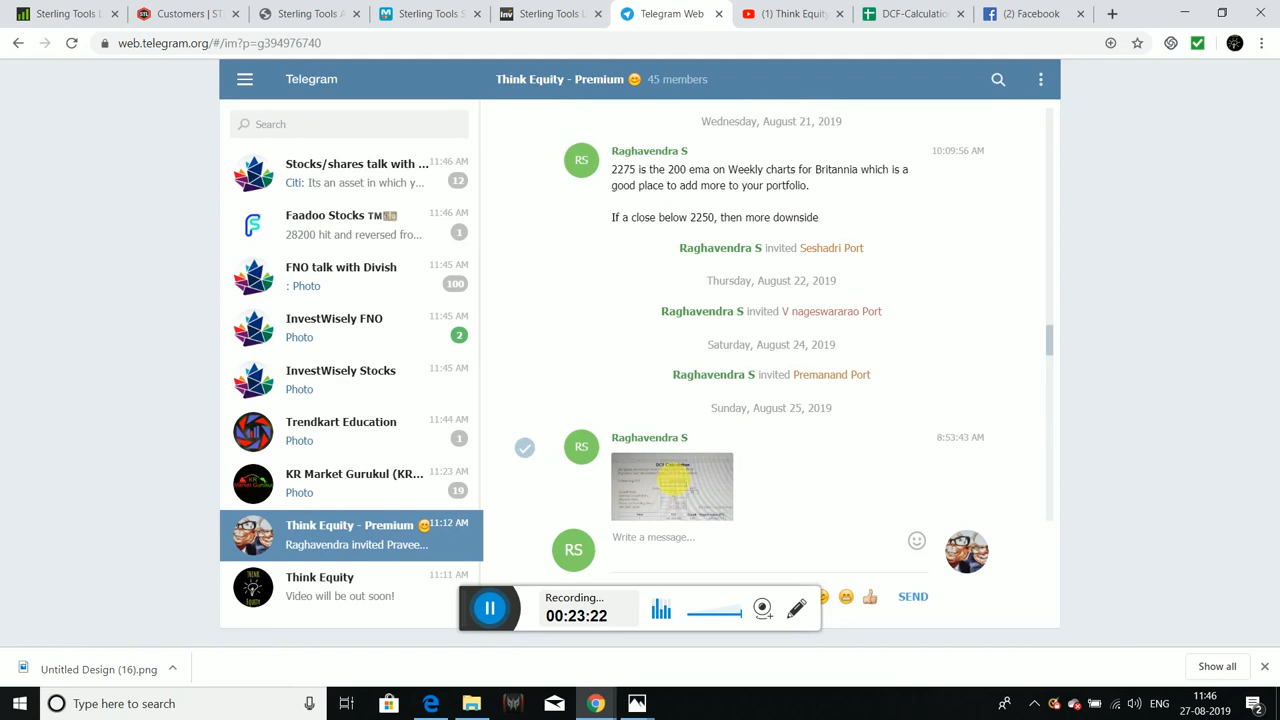 Sterling Doc
Customers | ST
Sterling Tools A
Sterling Tools S
Sterling Tools L
Telegram Web
(1) Think Equity
DCF-Calculation
(2) Facebook
web.telegram.org/#/im?p=g394976740
Telegram
Think Equity - Premium 😊 45 members
Search
Stocks/shares talk with ... 11:46 AM
Citi: Its an asset in which y... 12
Faadoo Stocks ™💵 11:46 AM
28200 hit and reversed fro... 1
FNO talk with Divish 11:45 AM
: Photo 100
InvestWisely FNO 11:45 AM
Photo 2
InvestWisely Stocks 11:45 AM
Photo
Trendkart Education 11:44 AM
Photo 1
KR Market Gurukul (KR... 11:23 AM
Photo 19
Think Equity - Premium 😊 11:12 AM
Raghavendra invited Pravee...
Think Equity 11:11 AM
Video will be out soon!
Wednesday, August 21, 2019
RS
Raghavendra S 10:09:56 AM
2275 is the 200 ema on Weekly charts for Britannia which is a
good place to add more to your portfolio.
If a close below 2250, then more downside
Raghavendra S invited Seshadri Port
Thursday, August 22, 2019
Raghavendra S invited V nageswararao Port
Saturday, August 24, 2019
Raghavendra S invited Premanand Port
Sunday, August 25, 2019
RS
Raghavendra S 8:53:43 AM
DCF Calculation
RS
Write a message...
SEND
Recording...
00:23:22
Untitled Design (16).png
Show all
Type here to search
ENG
11:46
27-08-2019
2